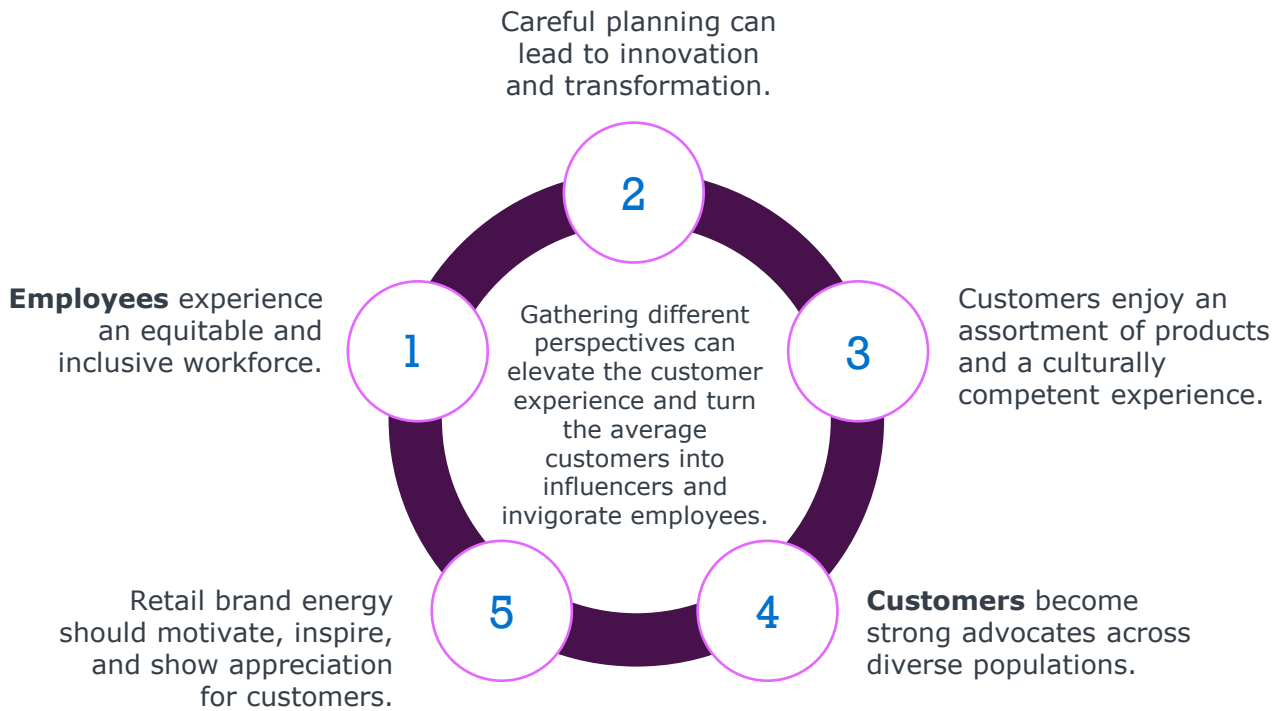 Careful planning can
lead to innovation
and transformation.
2
Employees experience
an equitable and
inclusive workforce.
1
Gathering different
perspectives can
elevate the customer
experience and turn
the average
customers into
influencers and
invigorate employees.
3
Customers enjoy an
assortment of products
and a culturally
competent experience.
Retail brand energy
should motivate, inspire,
and show appreciation
for customers.
5
4
Customers become
strong advocates across
diverse populations.